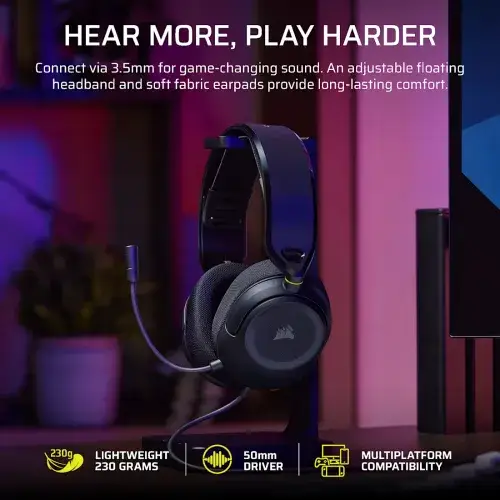 HEAR MORE, PLAY HARDER
Connect via 3.5mm for game-changing sound. An adjustable floating
headband and soft fabric earpads provide long-lasting comfort.
230g
LIGHTWEIGHT
230 GRAMS
50mm
DRIVER
MULTIPLATFORM
COMPATIBILITY